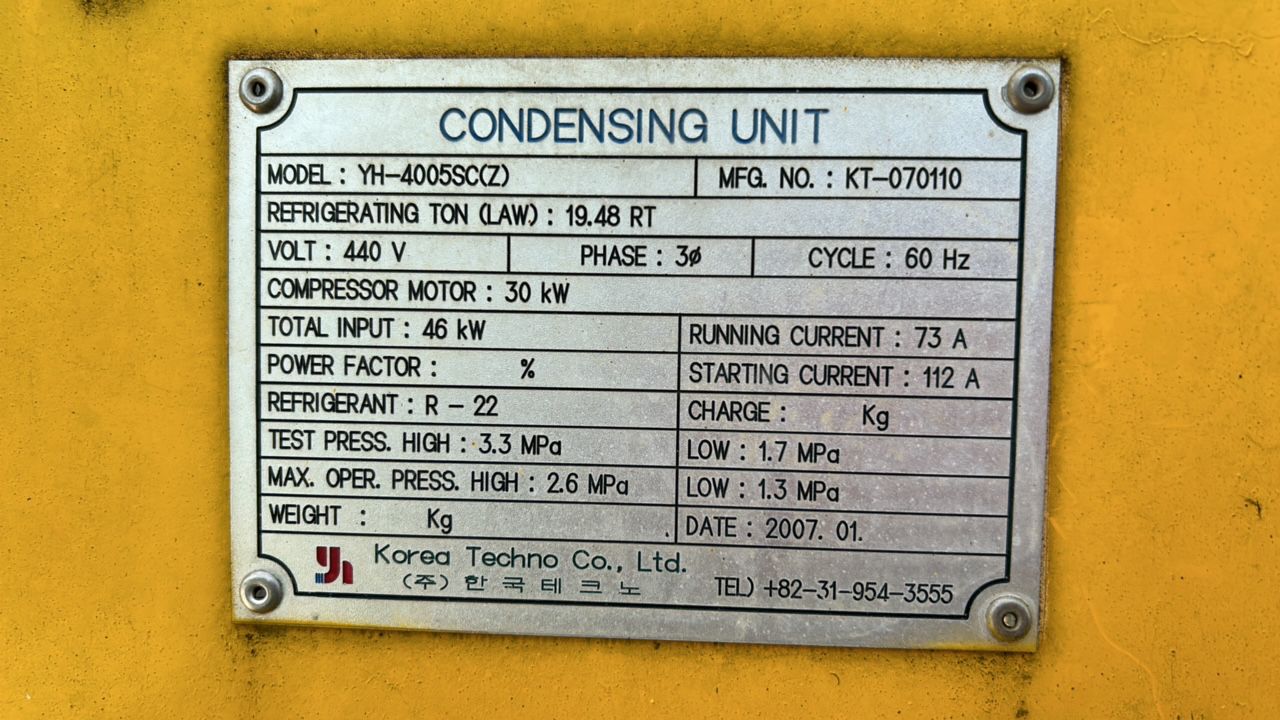 CONDENSING UNIT
MODEL : YH-4005SC(Z) MFG. NO. : KT-070110
REFRIGERATING TON (LAW) : 19.48 RT
VOLT : 440 V PHASE : 3ø CYCLE : 60 Hz
COMPRESSOR MOTOR : 30 kW
TOTAL INPUT : 46 kW RUNNING CURRENT : 73 A
POWER FACTOR : % STARTING CURRENT : 112 A
REFRIGERANT : R - 22 CHARGE : Kg
TEST PRESS. HIGH : 3.3 MPa LOW : 1.7 MPa
MAX. OPER. PRESS. HIGH : 2.6 MPa LOW : 1.3 MPa
WEIGHT : Kg DATE : 2007. 01.
yh Korea Techno Co., Ltd.
(주) 한국테크노 TEL) +82-31-954-3555